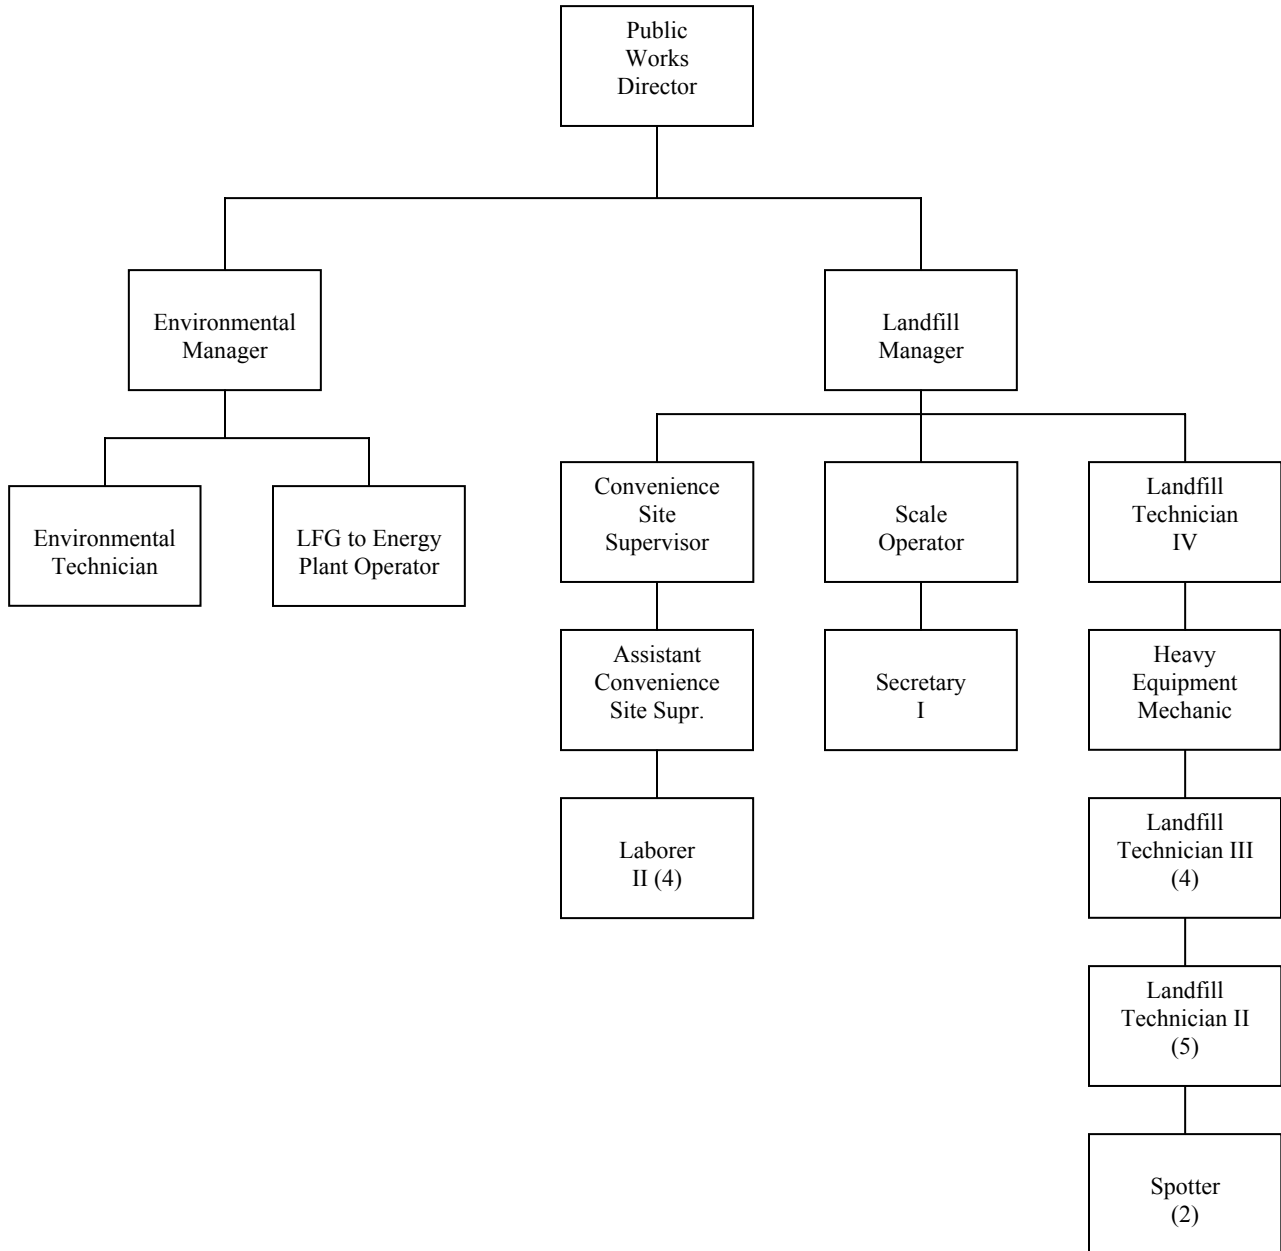 Public
Works
Director
Environmental
Manager
Landfill
Manager
Environmental
Technician
LFG to Energy
Plant Operator
Convenience
Site
Supervisor
Scale
Operator
Landfill
Technician
IV
Assistant
Convenience
Site Supr.
Secretary
I
Heavy
Equipment
Mechanic
Laborer
II (4)
Landfill
Technician III
(4)
Landfill
Technician II
(5)
Spotter
(2)